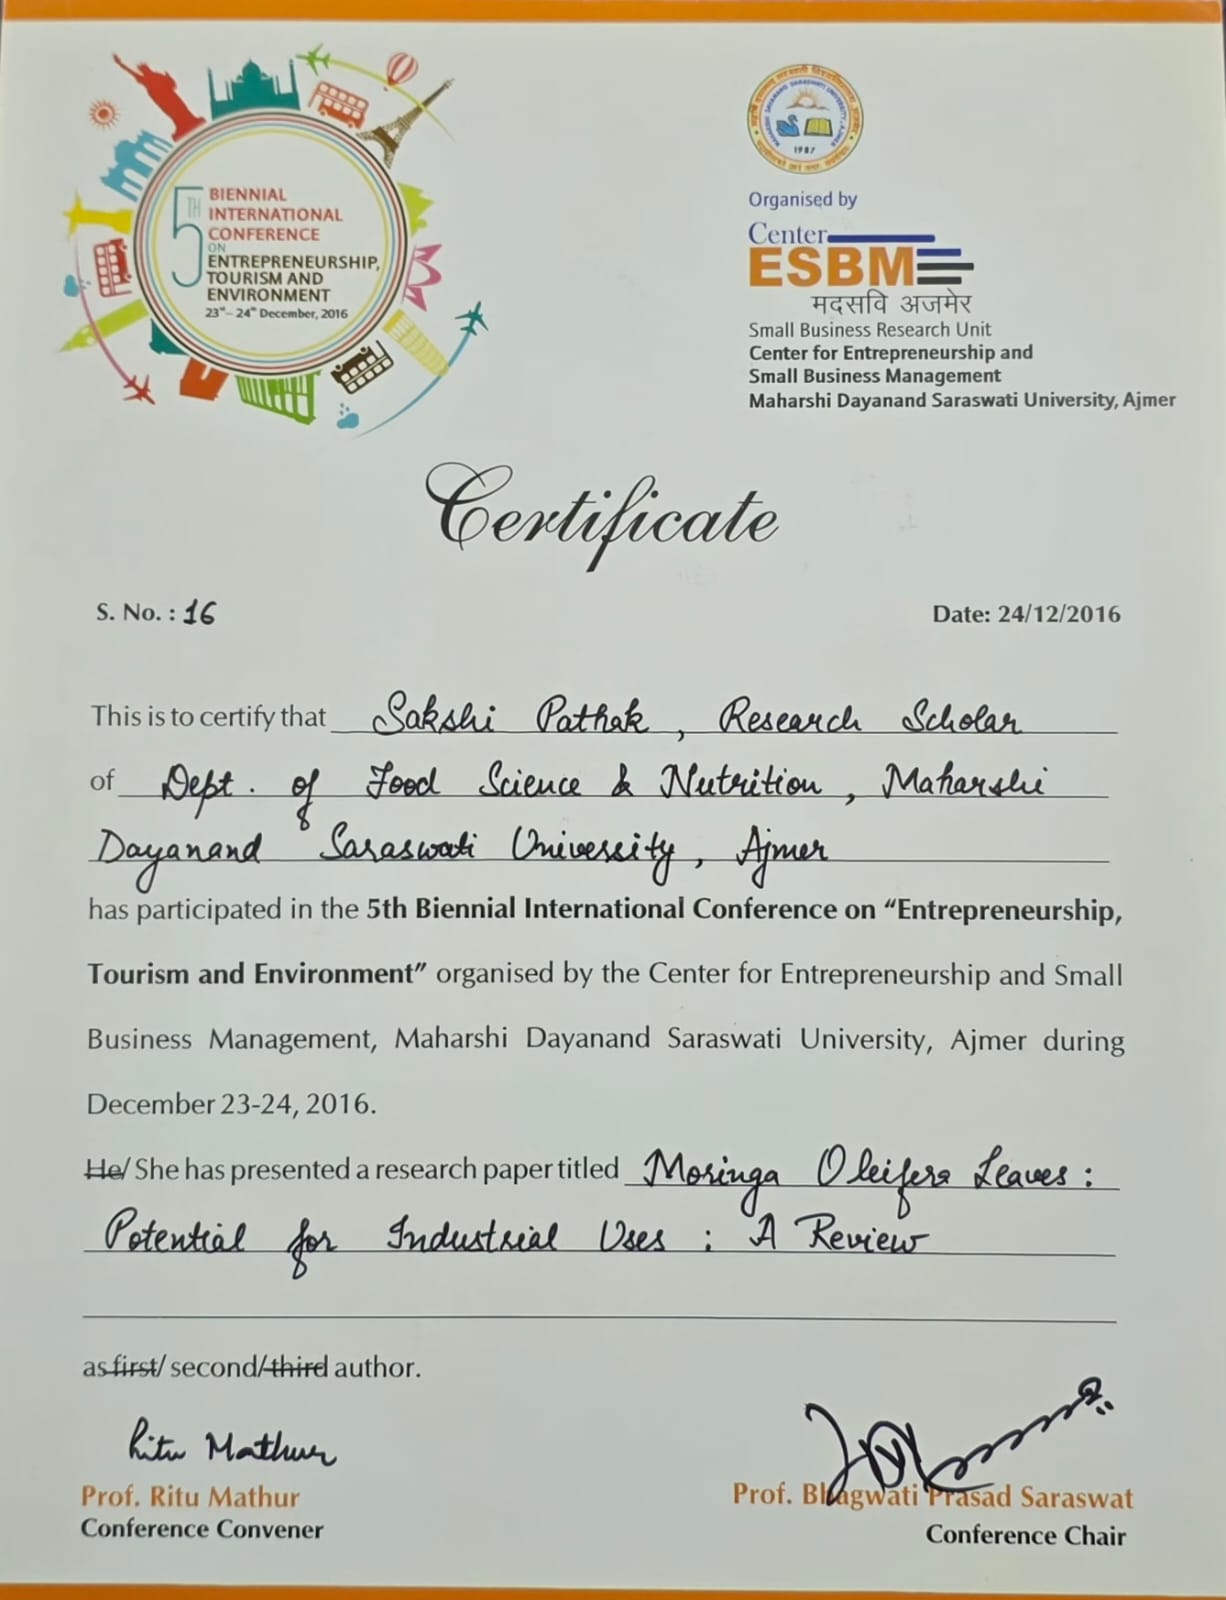 5TH
BIENNIAL
INTERNATIONAL
CONFERENCE
ON
ENTREPRENEURSHIP,
TOURISM AND
ENVIRONMENT
23rd – 24th December, 2016
MAHARSHI DAYANAND SARASWATI UNIVERSITY, AJMER
1987
Organised by
Center
ESBM
मदसवि अजमेर
Small Business Research Unit
Center for Entrepreneurship and
Small Business Management
Maharshi Dayanand Saraswati University, Ajmer
Certificate
S. No. : 16
Date: 24/12/2016
This is to certify that Sakshi Pathak, Research Scholar
of Dept. of Food Science & Nutrition, Maharshi
Dayanand Saraswati University, Ajmer
has participated in the 5th Biennial International Conference on “Entrepreneurship,
Tourism and Environment” organised by the Center for Entrepreneurship and Small
Business Management, Maharshi Dayanand Saraswati University, Ajmer during
December 23-24, 2016.
He/ She has presented a research paper titled Moringa Oleifera Leaves :
Potential for Industrial Uses : A Review
as first/ second/ third author.
Ritu Mathur
Prof. Ritu Mathur
Conference Convener
Prof. Bhagwati Prasad Saraswat
Conference Chair